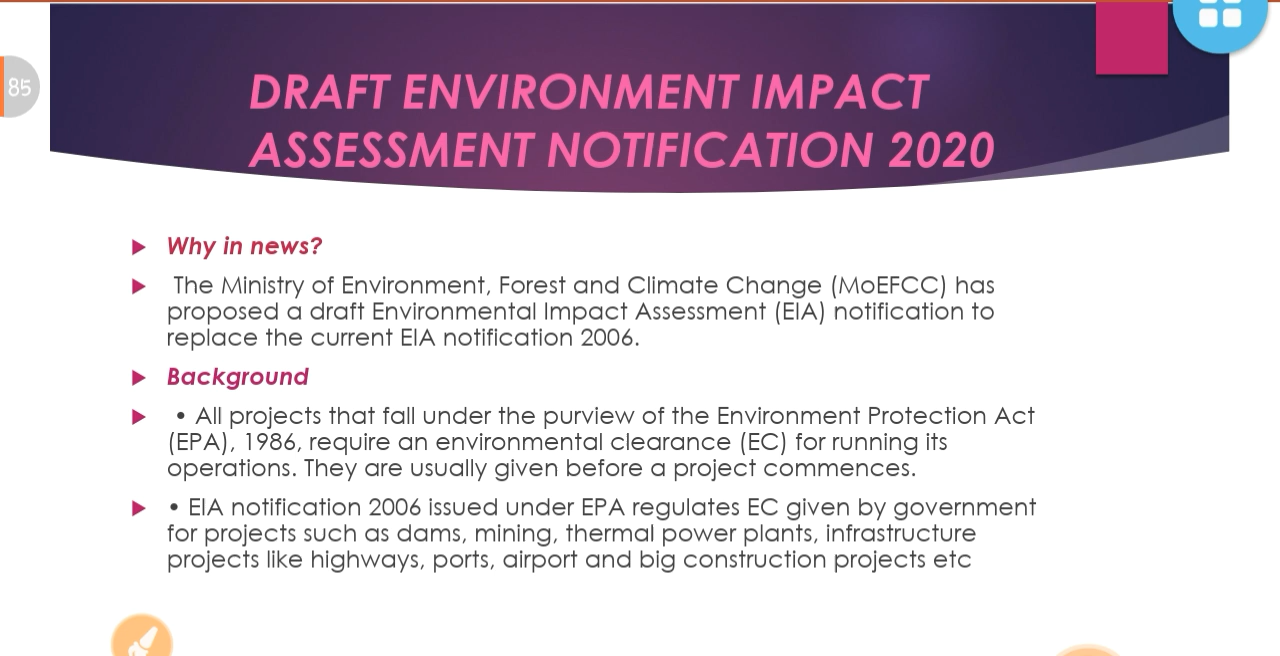 85
DRAFT ENVIRONMENT IMPACT
ASSESSMENT NOTIFICATION 2020
Why in news?
The Ministry of Environment, Forest and Climate Change (MoEFCC) has
proposed a draft Environmental Impact Assessment (EIA) notification to
replace the current EIA notification 2006.
Background
• All projects that fall under the purview of the Environment Protection Act
(EPA), 1986, require an environmental clearance (EC) for running its
operations. They are usually given before a project commences.
• EIA notification 2006 issued under EPA regulates EC given by government
for projects such as dams, mining, thermal power plants, infrastructure
projects like highways, ports, airport and big construction projects etc